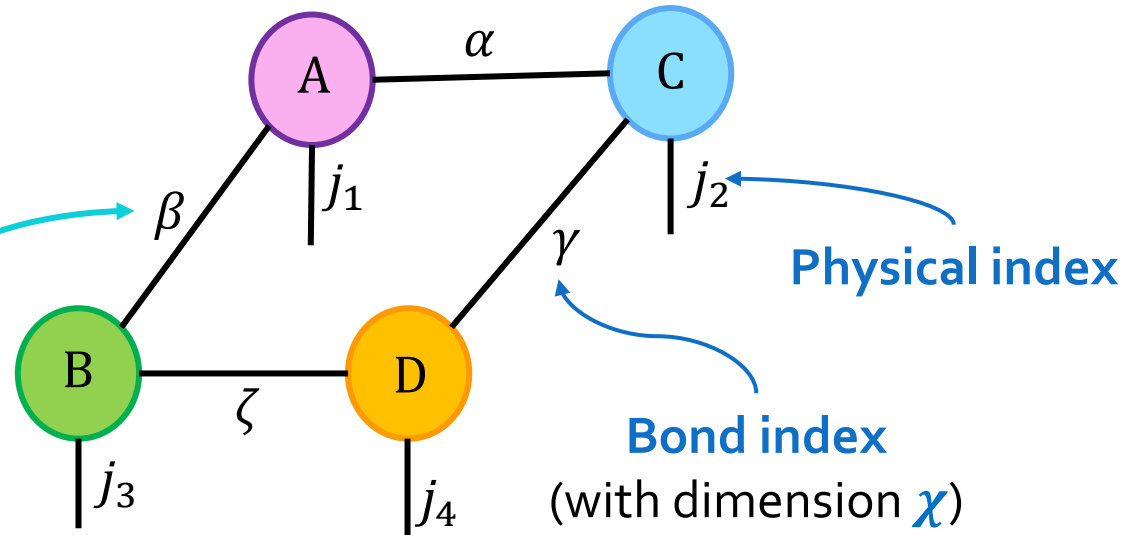 α
A
C
j₁
j₂
β
γ
Physical index
B
D
ζ
Bond index
j₃
j₄
(with dimension χ)